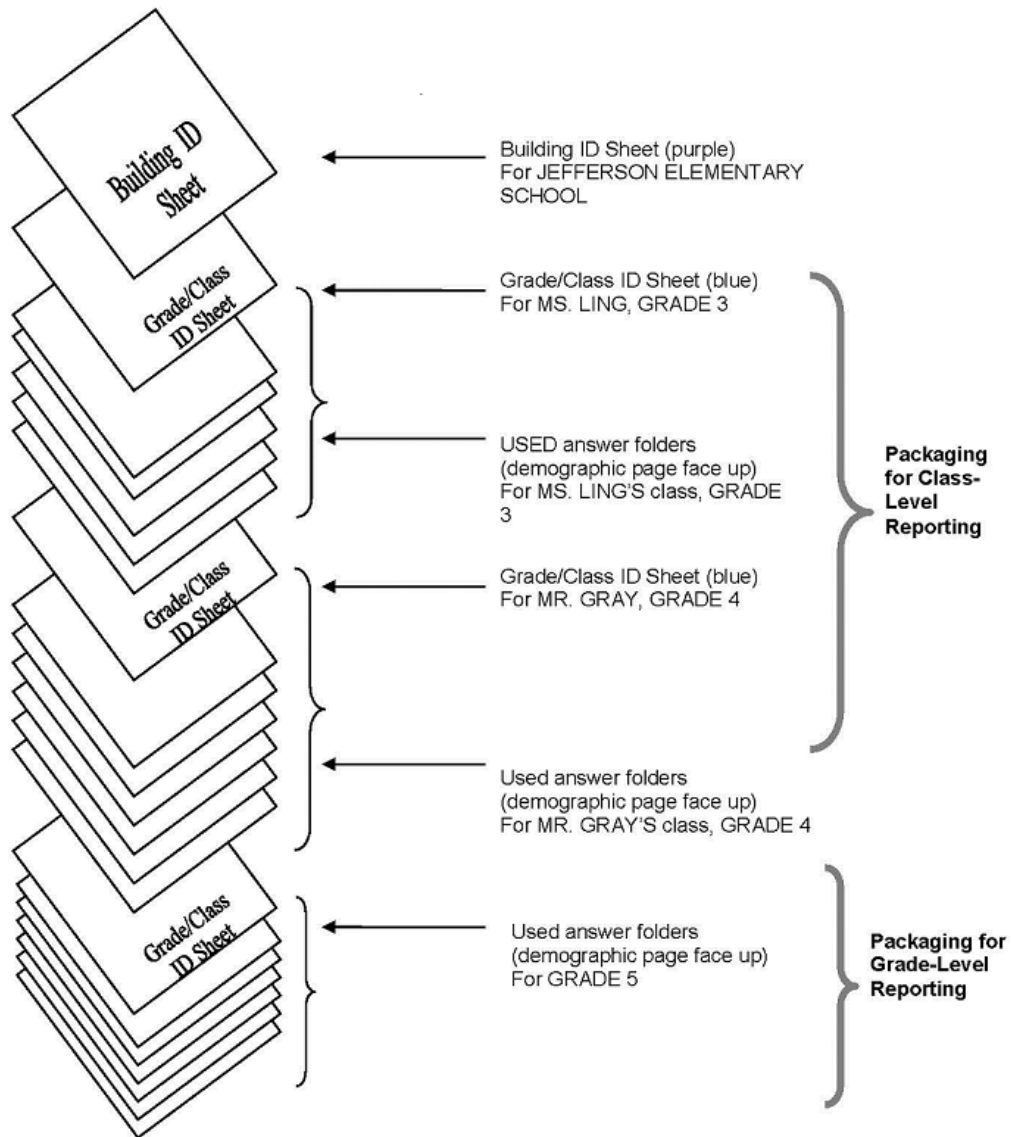 Building ID
Sheet
Building ID Sheet (purple)
For JEFFERSON ELEMENTARY
SCHOOL
Grade/Class
ID Sheet
Grade/Class ID Sheet (blue)
For MS. LING, GRADE 3
USED answer folders
(demographic page face up)
For MS. LING'S class, GRADE
3
Packaging
for Class-
Level
Reporting
Grade/Class
ID Sheet
Grade/Class ID Sheet (blue)
For MR. GRAY, GRADE 4
Used answer folders
(demographic page face up)
For MR. GRAY'S class, GRADE 4
Grade/Class
ID Sheet
Used answer folders
(demographic page face up)
For GRADE 5
Packaging for
Grade-Level
Reporting